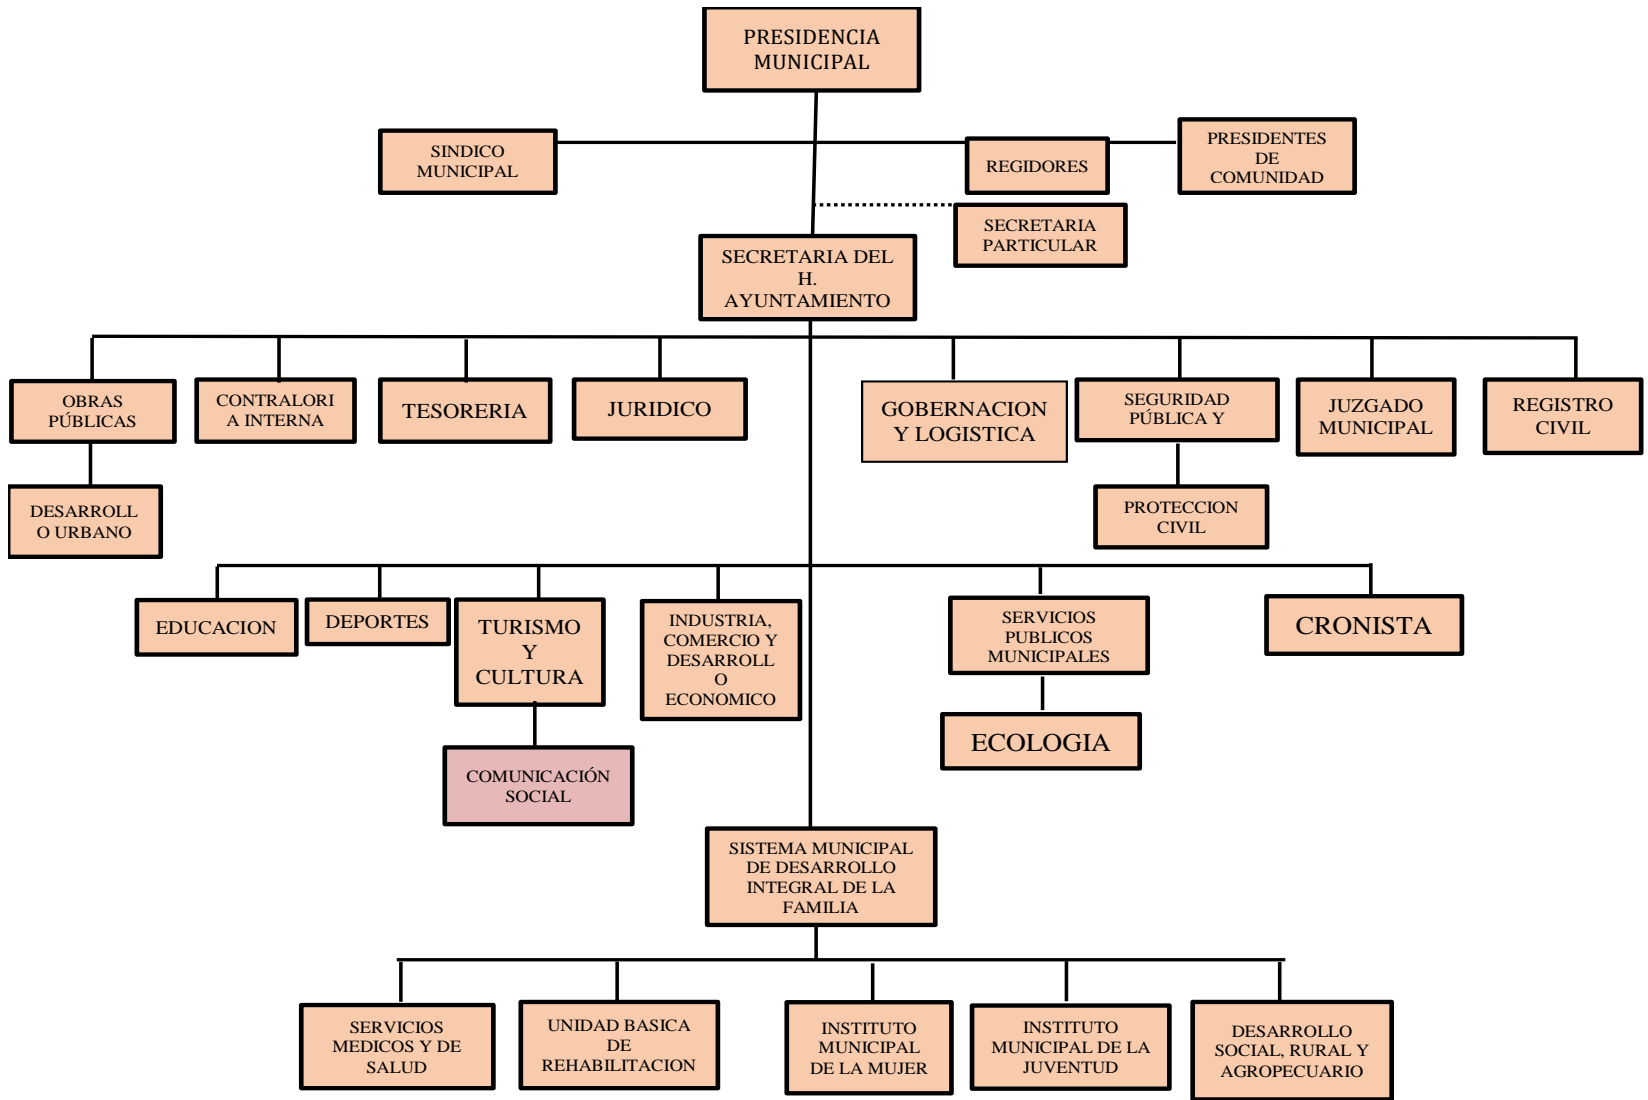 PRESIDENCIA
MUNICIPAL
SINDICO
MUNICIPAL
REGIDORES
PRESIDENTES
DE
COMUNIDAD
SECRETARIA
PARTICULAR
SECRETARIA DEL
H.
AYUNTAMIENTO
OBRAS
PÚBLICAS
CONTRALORI
A INTERNA
TESORERIA
JURIDICO
GOBERNACION
Y LOGISTICA
SEGURIDAD
PÚBLICA Y
JUZGADO
MUNICIPAL
REGISTRO
CIVIL
DESARROLL
O URBANO
PROTECCION
CIVIL
EDUCACION
DEPORTES
TURISMO
Y
CULTURA
INDUSTRIA,
COMERCIO Y
DESARROLL
O
ECONOMICO
SERVICIOS
PUBLICOS
MUNICIPALES
CRONISTA
COMUNICACIÓN
SOCIAL
ECOLOGIA
SISTEMA MUNICIPAL
DE DESARROLLO
INTEGRAL DE LA
FAMILIA
SERVICIOS
MEDICOS Y DE
SALUD
UNIDAD BASICA
DE
REHABILITACION
INSTITUTO
MUNICIPAL
DE LA MUJER
INSTITUTO
MUNICIPAL DE LA
JUVENTUD
DESARROLLO
SOCIAL, RURAL Y
AGROPECUARIO